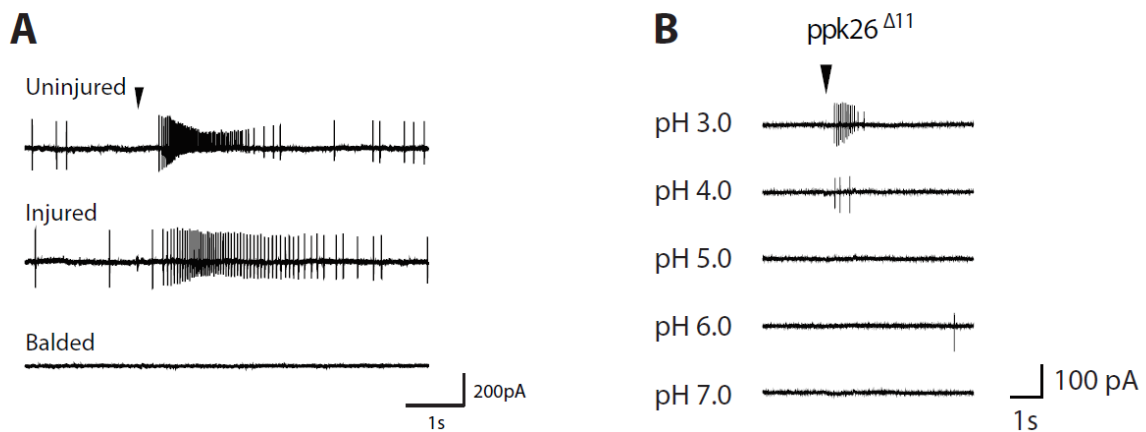 A
Uninjured
Injured
Balded
200pA
1s
B
ppk26 Δ11
pH 3.0
pH 4.0
pH 5.0
pH 6.0
pH 7.0
100 pA
1s